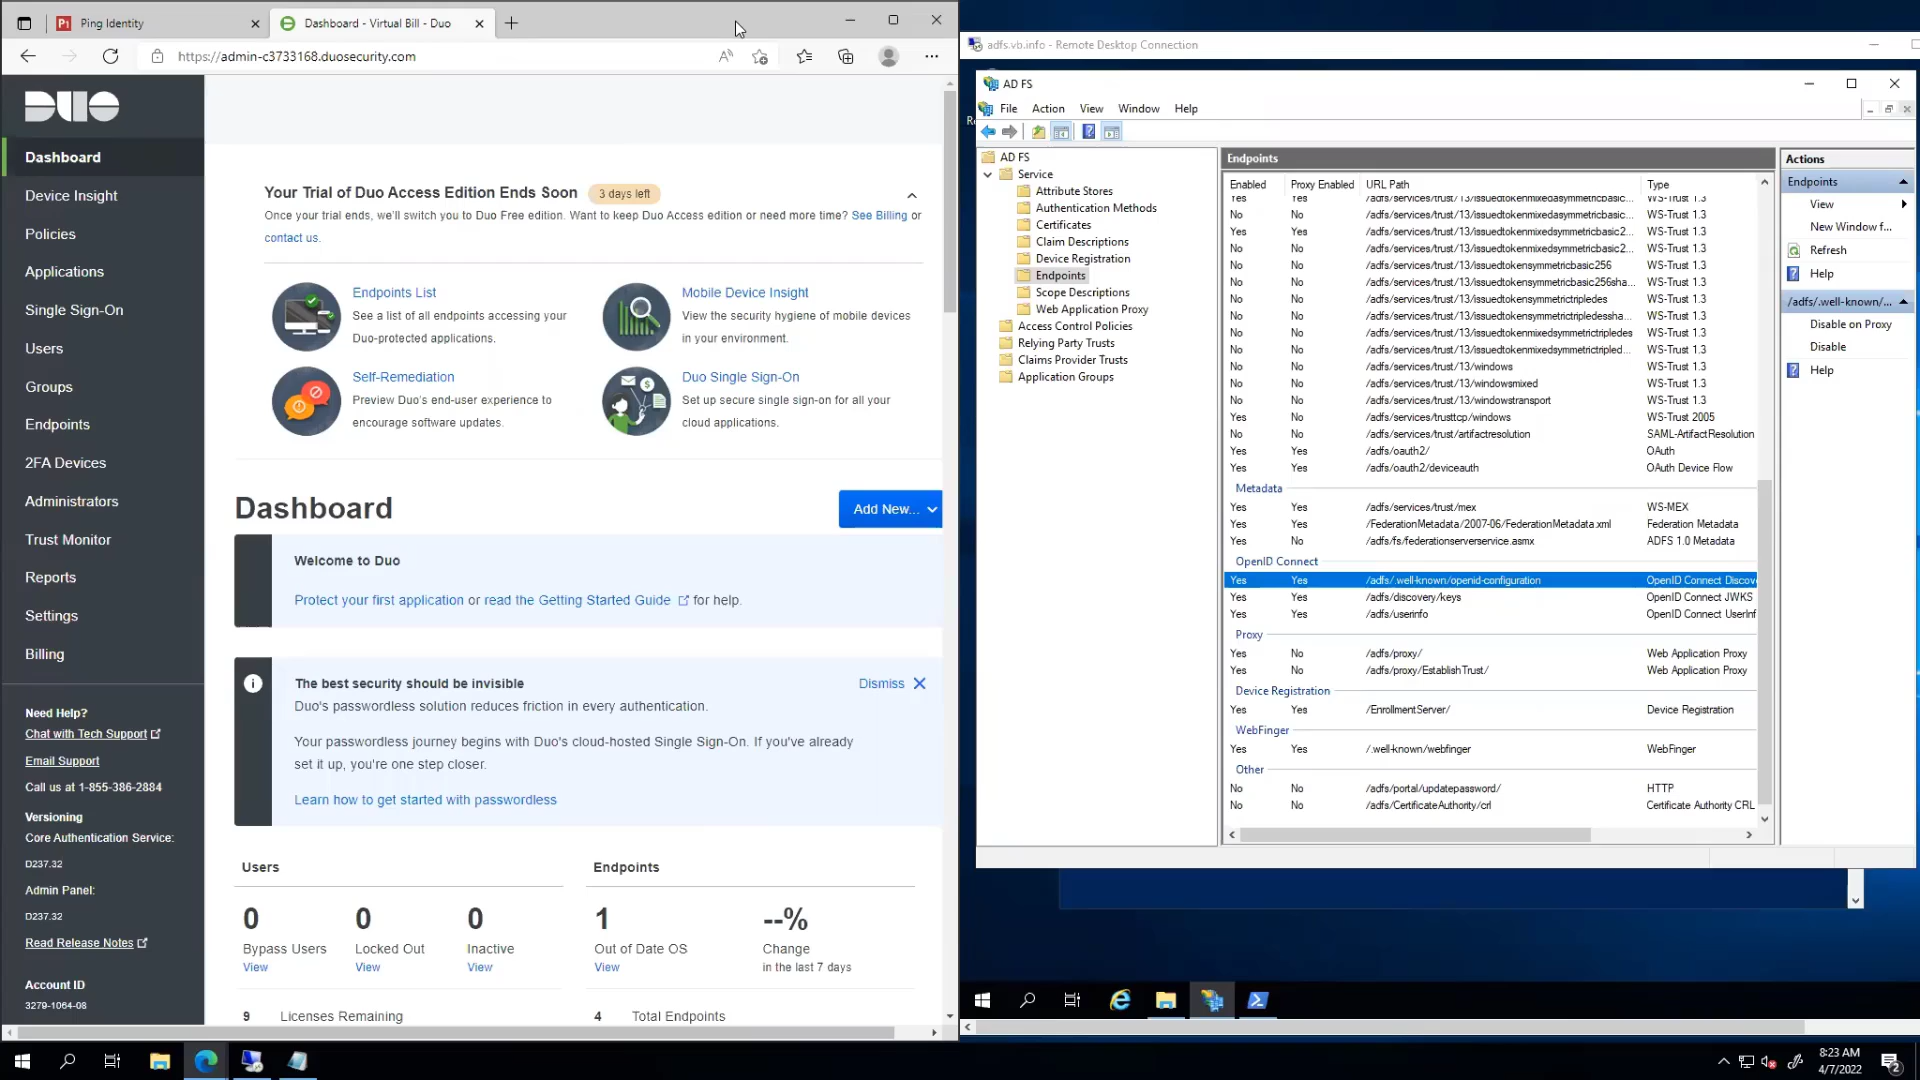 Ping Identity
Dashboard - Virtual Bill - Duo
https://admin-c3733168.duosecurity.com
DUO
Dashboard
Device Insight
Policies
Applications
Single Sign-On
Users
Groups
Endpoints
2FA Devices
Administrators
Trust Monitor
Reports
Settings
Billing
Need Help?
Chat with Tech Support
Email Support
Call us at 1-855-386-2884
Versioning
Core Authentication Service:
D237.32
Admin Panel:
D237.32
Read Release Notes
Account ID
3279-1064-08
Your Trial of Duo Access Edition Ends Soon 3 days left
Once your trial ends, we'll switch you to Duo Free edition. Want to keep Duo Access edition or need more time? See Billing or
contact us.
Endpoints List
See a list of all endpoints accessing your
Duo-protected applications.
Mobile Device Insight
View the security hygiene of mobile devices
in your environment.
Self-Remediation
Preview Duo's end-user experience to
encourage software updates.
Duo Single Sign-On
Set up secure single sign-on for all your
cloud applications.
Dashboard
Add New...
Welcome to Duo
Protect your first application or read the Getting Started Guide for help.
The best security should be invisible
Dismiss
Duo's passwordless solution reduces friction in every authentication.
Your passwordless journey begins with Duo's cloud-hosted Single Sign-On. If you've already
set it up, you're one step closer.
Learn how to get started with passwordless
Users
0 0 0
Bypass Users Locked Out Inactive
View View View
9 Licenses Remaining
Endpoints
1 --%
Out of Date OS Change
View in the last 7 days
4 Total Endpoints
adfs.vb.info - Remote Desktop Connection
AD FS
File Action View Window Help
AD FS
Service
Attribute Stores
Authentication Methods
Certificates
Claim Descriptions
Device Registration
Endpoints
Scope Descriptions
Web Application Proxy
Access Control Policies
Relying Party Trusts
Claims Provider Trusts
Application Groups
Endpoints
Enabled Proxy Enabled URL Path Type
Yes Yes /adfs/services/trust/13/issuedtokenmixedasymmetricbasic... WS-Trust 1.3
No No /adfs/services/trust/13/issuedtokenmixedasymmetricbasic... WS-Trust 1.3
Yes Yes /adfs/services/trust/13/issuedtokenmixedsymmetricbasic2... WS-Trust 1.3
No No /adfs/services/trust/13/issuedtokenmixedsymmetricbasic2... WS-Trust 1.3
No No /adfs/services/trust/13/issuedtokensymmetricbasic256 WS-Trust 1.3
No No /adfs/services/trust/13/issuedtokensymmetricbasic256sha... WS-Trust 1.3
No No /adfs/services/trust/13/issuedtokensymmetrictripledes WS-Trust 1.3
No No /adfs/services/trust/13/issuedtokensymmetrictripledessha... WS-Trust 1.3
No No /adfs/services/trust/13/issuedtokenmixedsymmetrictripledes WS-Trust 1.3
No No /adfs/services/trust/13/issuedtokenmixedsymmetrictripled... WS-Trust 1.3
No No /adfs/services/trust/13/windows WS-Trust 1.3
No No /adfs/services/trust/13/windowsmixed WS-Trust 1.3
No No /adfs/services/trust/13/windowstransport WS-Trust 1.3
Yes No /adfs/services/trusttcp/windows WS-Trust 2005
No No /adfs/services/trust/artifactresolution SAML-ArtifactResolution
Yes Yes /adfs/oauth2/ OAuth
Yes Yes /adfs/oauth2/deviceauth OAuth Device Flow
Metadata
Yes Yes /adfs/services/trust/mex WS-MEX
Yes Yes /FederationMetadata/2007-06/FederationMetadata.xml Federation Metadata
Yes No /adfs/fs/federationserverservice.asmx ADFS 1.0 Metadata
OpenID Connect
Yes Yes /adfs/.well-known/openid-configuration OpenID Connect Discov
Yes Yes /adfs/discovery/keys OpenID Connect JWKS
Yes Yes /adfs/userinfo OpenID Connect UserInf
Proxy
Yes No /adfs/proxy/ Web Application Proxy
Yes No /adfs/proxy/EstablishTrust/ Web Application Proxy
Device Registration
Yes Yes /EnrollmentServer/ Device Registration
WebFinger
Yes Yes /.well-known/webfinger WebFinger
Other
No No /adfs/portal/updatepassword/ HTTP
No No /adfs/CertificateAuthority/crl Certificate Authority CRL
Actions
Endpoints
View
New Window f...
Refresh
Help
/adfs/.well-known/...
Disable on Proxy
Disable
Help
8:23 AM
4/7/2022
2